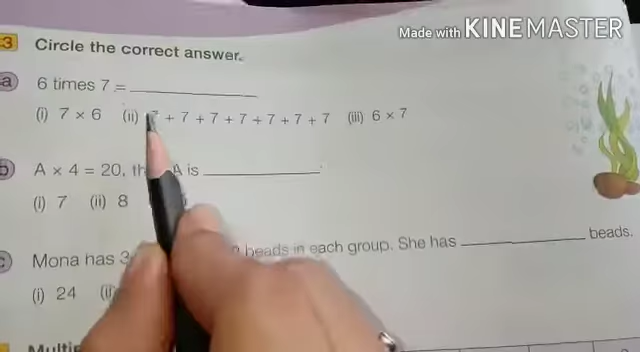 Made with KINEMASTER
3 Circle the correct answer.
a 6 times 7 = ____________
(i) 7 × 6 (ii) 7 + 7 + 7 + 7 + 7 + 7 + 7 (iii) 6 × 7
b A × 4 = 20, A is ____________
(i) 7 (ii) 8
c Mona has 3 beads in each group. She has ____________ beads.
(i) 24